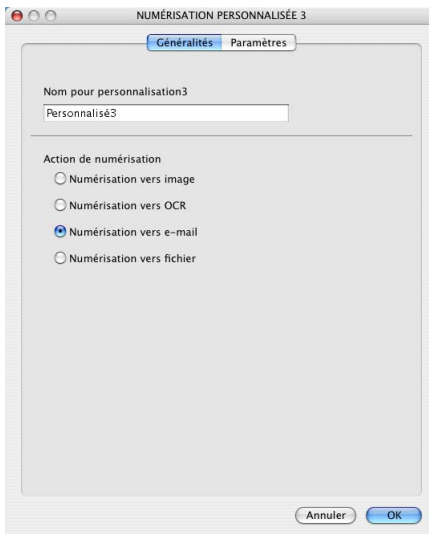 NUMÉRISATION PERSONNALISÉE 3
Généralités Paramètres
Nom pour personnalisation3
Personnalisé3
Action de numérisation
Numérisation vers image
Numérisation vers OCR
Numérisation vers e-mail
Numérisation vers fichier
Annuler OK